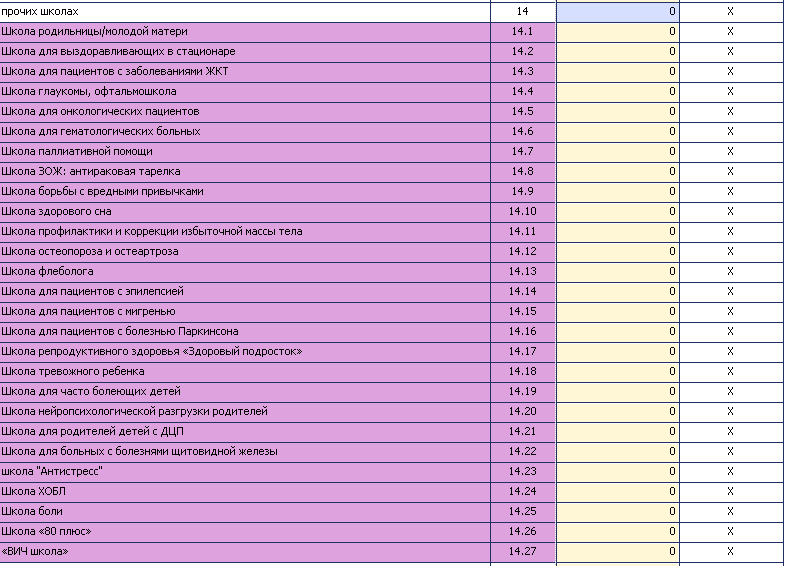 прочих школах 14 0 X
Школа родильницы/молодой матери 14.1 0 X
Школа для выздоравливающих в стационаре 14.2 0 X
Школа для пациентов с заболеваниями ЖКТ 14.3 0 X
Школа глаукомы, офтальмошкола 14.4 0 X
Школа для онкологических пациентов 14.5 0 X
Школа для гематологических больных 14.6 0 X
Школа паллиативной помощи 14.7 0 X
Школа ЗОЖ: антираковая тарелка 14.8 0 X
Школа борьбы с вредными привычками 14.9 0 X
Школа здорового сна 14.10 0 X
Школа профилактики и коррекции избыточной массы тела 14.11 0 X
Школа остеопороза и остеартроза 14.12 0 X
Школа флеболога 14.13 0 X
Школа для пациентов с эпилепсией 14.14 0 X
Школа для пациентов с мигренью 14.15 0 X
Школа для пациентов с болезнью Паркинсона 14.16 0 X
Школа репродуктивного здоровья «Здоровый подросток» 14.17 0 X
Школа тревожного ребенка 14.18 0 X
Школа для часто болеющих детей 14.19 0 X
Школа нейропсихологической разгрузки родителей 14.20 0 X
Школа для родителей детей с ДЦП 14.21 0 X
Школа для больных с болезнями щитовидной железы 14.22 0 X
школа "Антистресс" 14.23 0 X
Школа ХОБЛ 14.24 0 X
Школа боли 14.25 0 X
Школа «80 плюс» 14.26 0 X
«ВИЧ школа» 14.27 0 X